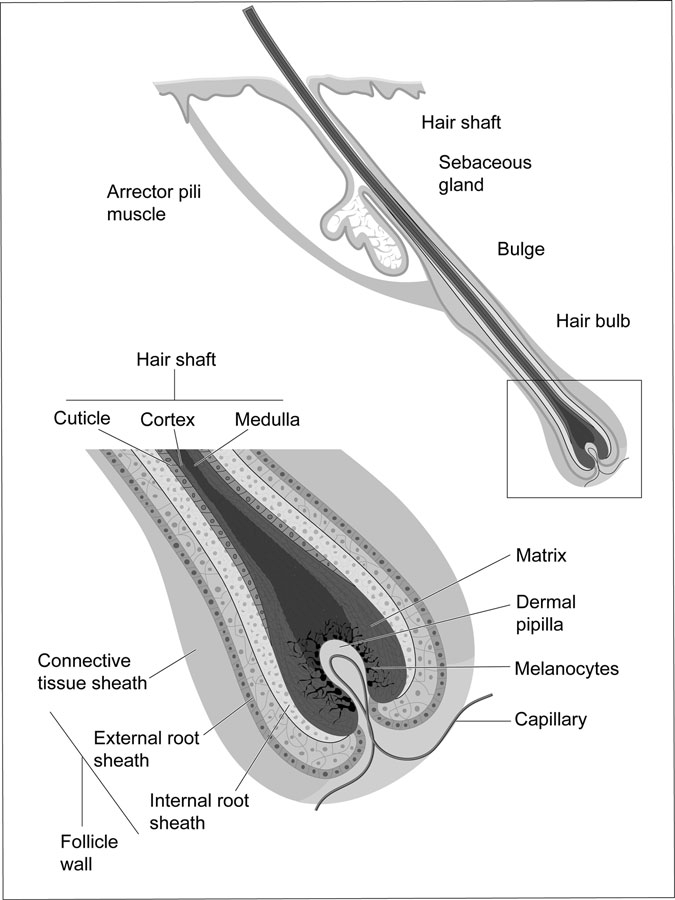 Hair shaft
Sebaceous
gland
Arrector pili
muscle
Bulge
Hair bulb
Hair shaft
Cuticle
Cortex
Medulla
Matrix
Dermal
pipilla
Melanocytes
Capillary
Connective
tissue sheath
External root
sheath
Internal root
sheath
Follicle
wall